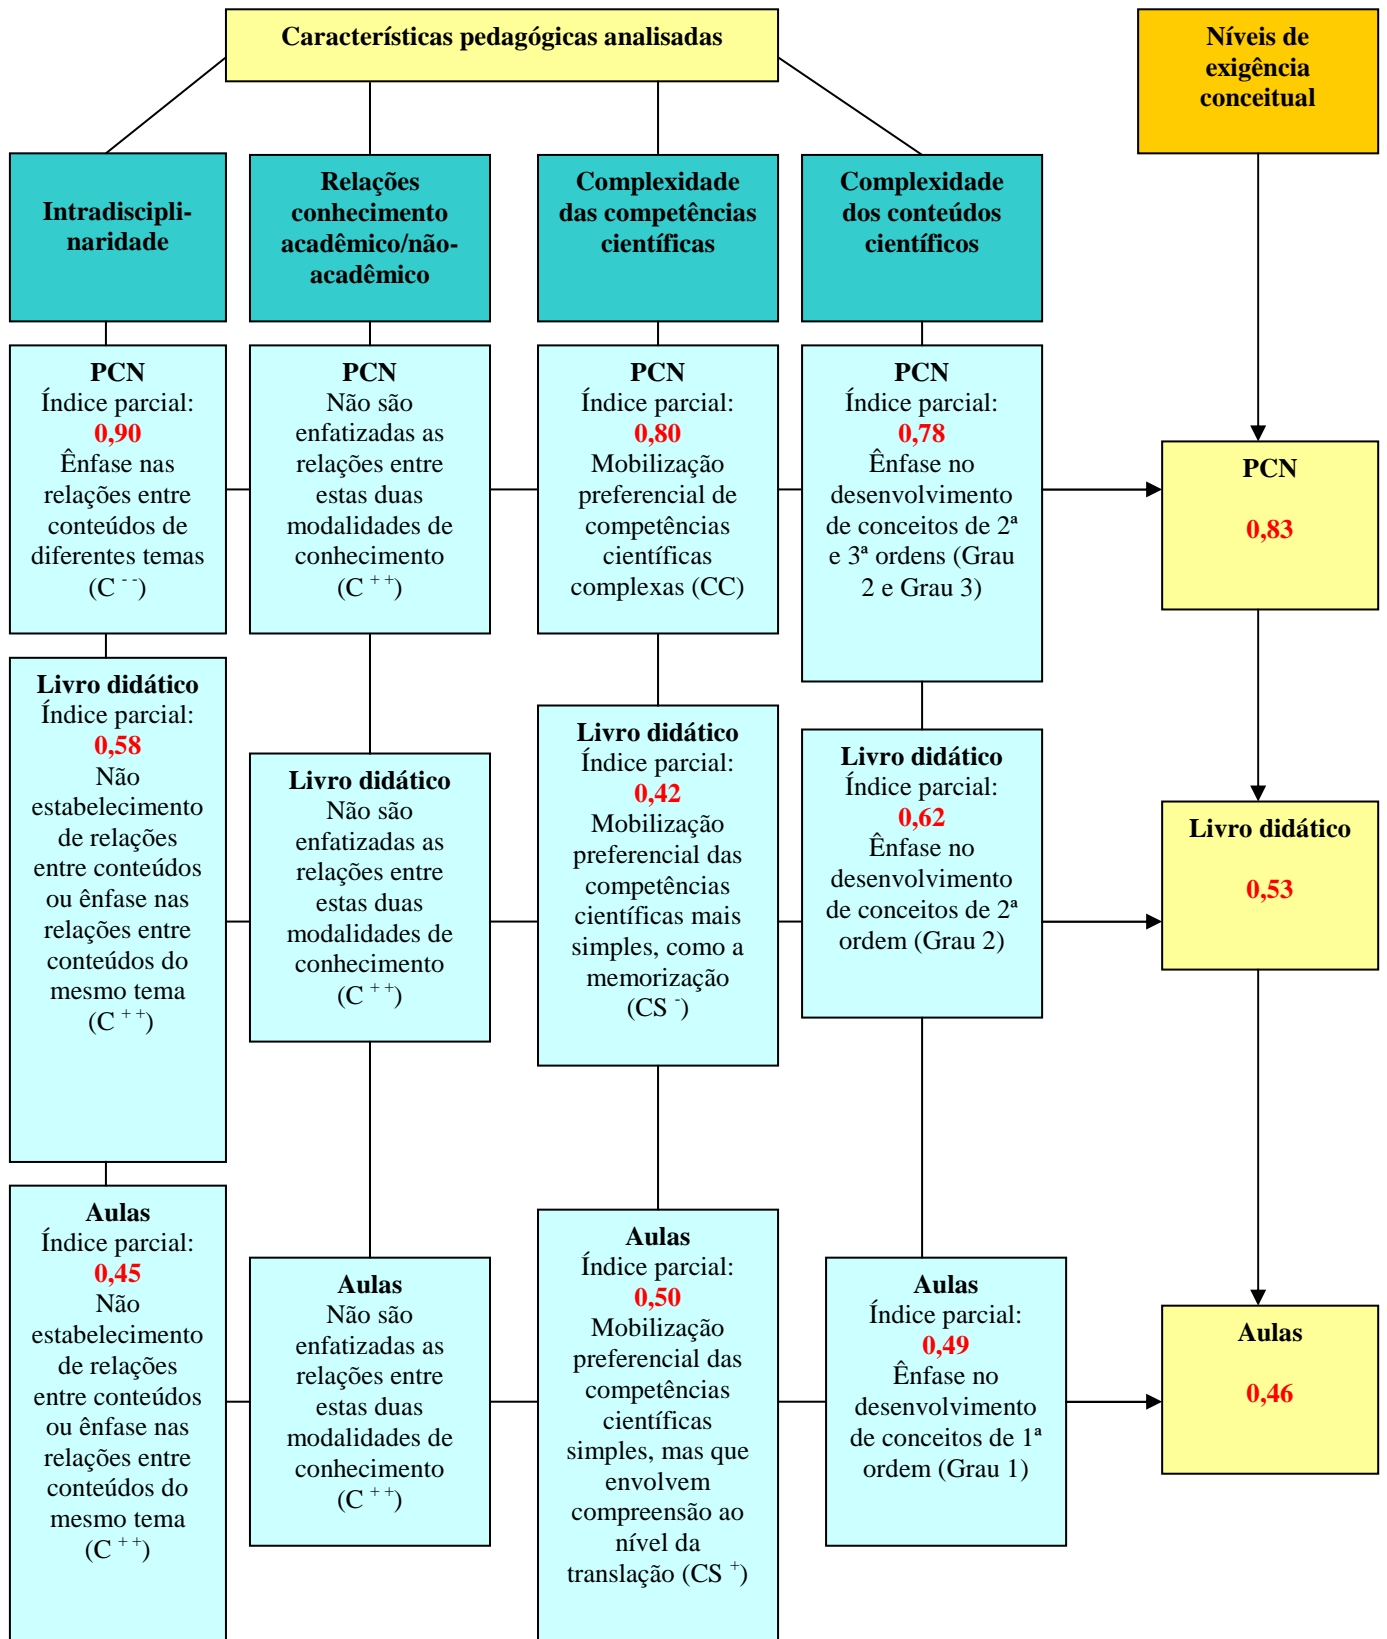 Características pedagógicas analisadas
Níveis de
exigência
conceitual
Intradiscipli-
naridade
Relações
conhecimento
acadêmico/não-
acadêmico
Complexidade
das competências
científicas
Complexidade
dos conteúdos
científicos
PCN
Índice parcial:
0,90
Ênfase nas
relações entre
conteúdos de
diferentes temas
(C - -)
PCN
Não são
enfatizadas as
relações entre
estas duas
modalidades de
conhecimento
(C + +)
PCN
Índice parcial:
0,80
Mobilização
preferencial de
competências
científicas
complexas (CC)
PCN
Índice parcial:
0,78
Ênfase no
desenvolvimento
de conceitos de 2ª
e 3ª ordens (Grau
2 e Grau 3)
PCN
0,83
Livro didático
Índice parcial:
0,58
Não
estabelecimento
de relações
entre conteúdos
ou ênfase nas
relações entre
conteúdos do
mesmo tema
(C + +)
Livro didático
Não são
enfatizadas as
relações entre
estas duas
modalidades de
conhecimento
(C + +)
Livro didático
Índice parcial:
0,42
Mobilização
preferencial das
competências
científicas mais
simples, como a
memorização
(CS -)
Livro didático
Índice parcial:
0,62
Ênfase no
desenvolvimento
de conceitos de 2ª
ordem (Grau 2)
Livro didático
0,53
Aulas
Índice parcial:
0,45
Não
estabelecimento
de relações
entre conteúdos
ou ênfase nas
relações entre
conteúdos do
mesmo tema
(C + +)
Aulas
Não são
enfatizadas as
relações entre
estas duas
modalidades de
conhecimento
(C + +)
Aulas
Índice parcial:
0,50
Mobilização
preferencial das
competências
científicas
simples, mas que
envolvem
compreensão ao
nível da
translação (CS +)
Aulas
Índice parcial:
0,49
Ênfase no
desenvolvimento
de conceitos de 1ª
ordem (Grau 1)
Aulas
0,46